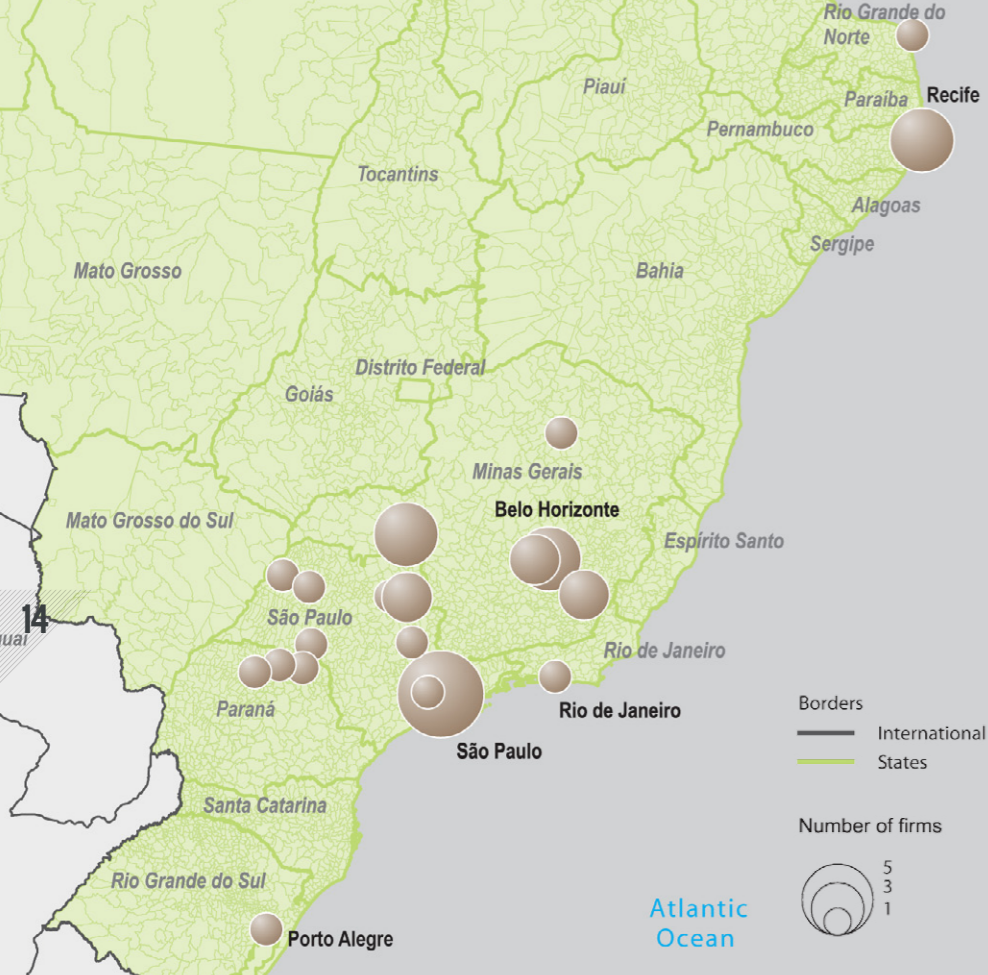 Rio Grande do
Norte
Piauí
Paraíba
Recife
Pernambuco
Tocantins
Alagoas
Sergipe
Mato Grosso
Bahia
Distrito Federal
Goiás
Minas Gerais
Belo Horizonte
Mato Grosso do Sul
Espírito Santo
14
São Paulo
uai
Rio de Janeiro
Paraná
Rio de Janeiro
São Paulo
Borders
International
States
Santa Catarina
Number of firms
5
3
1
Rio Grande do Sul
Atlantic
Ocean
Porto Alegre